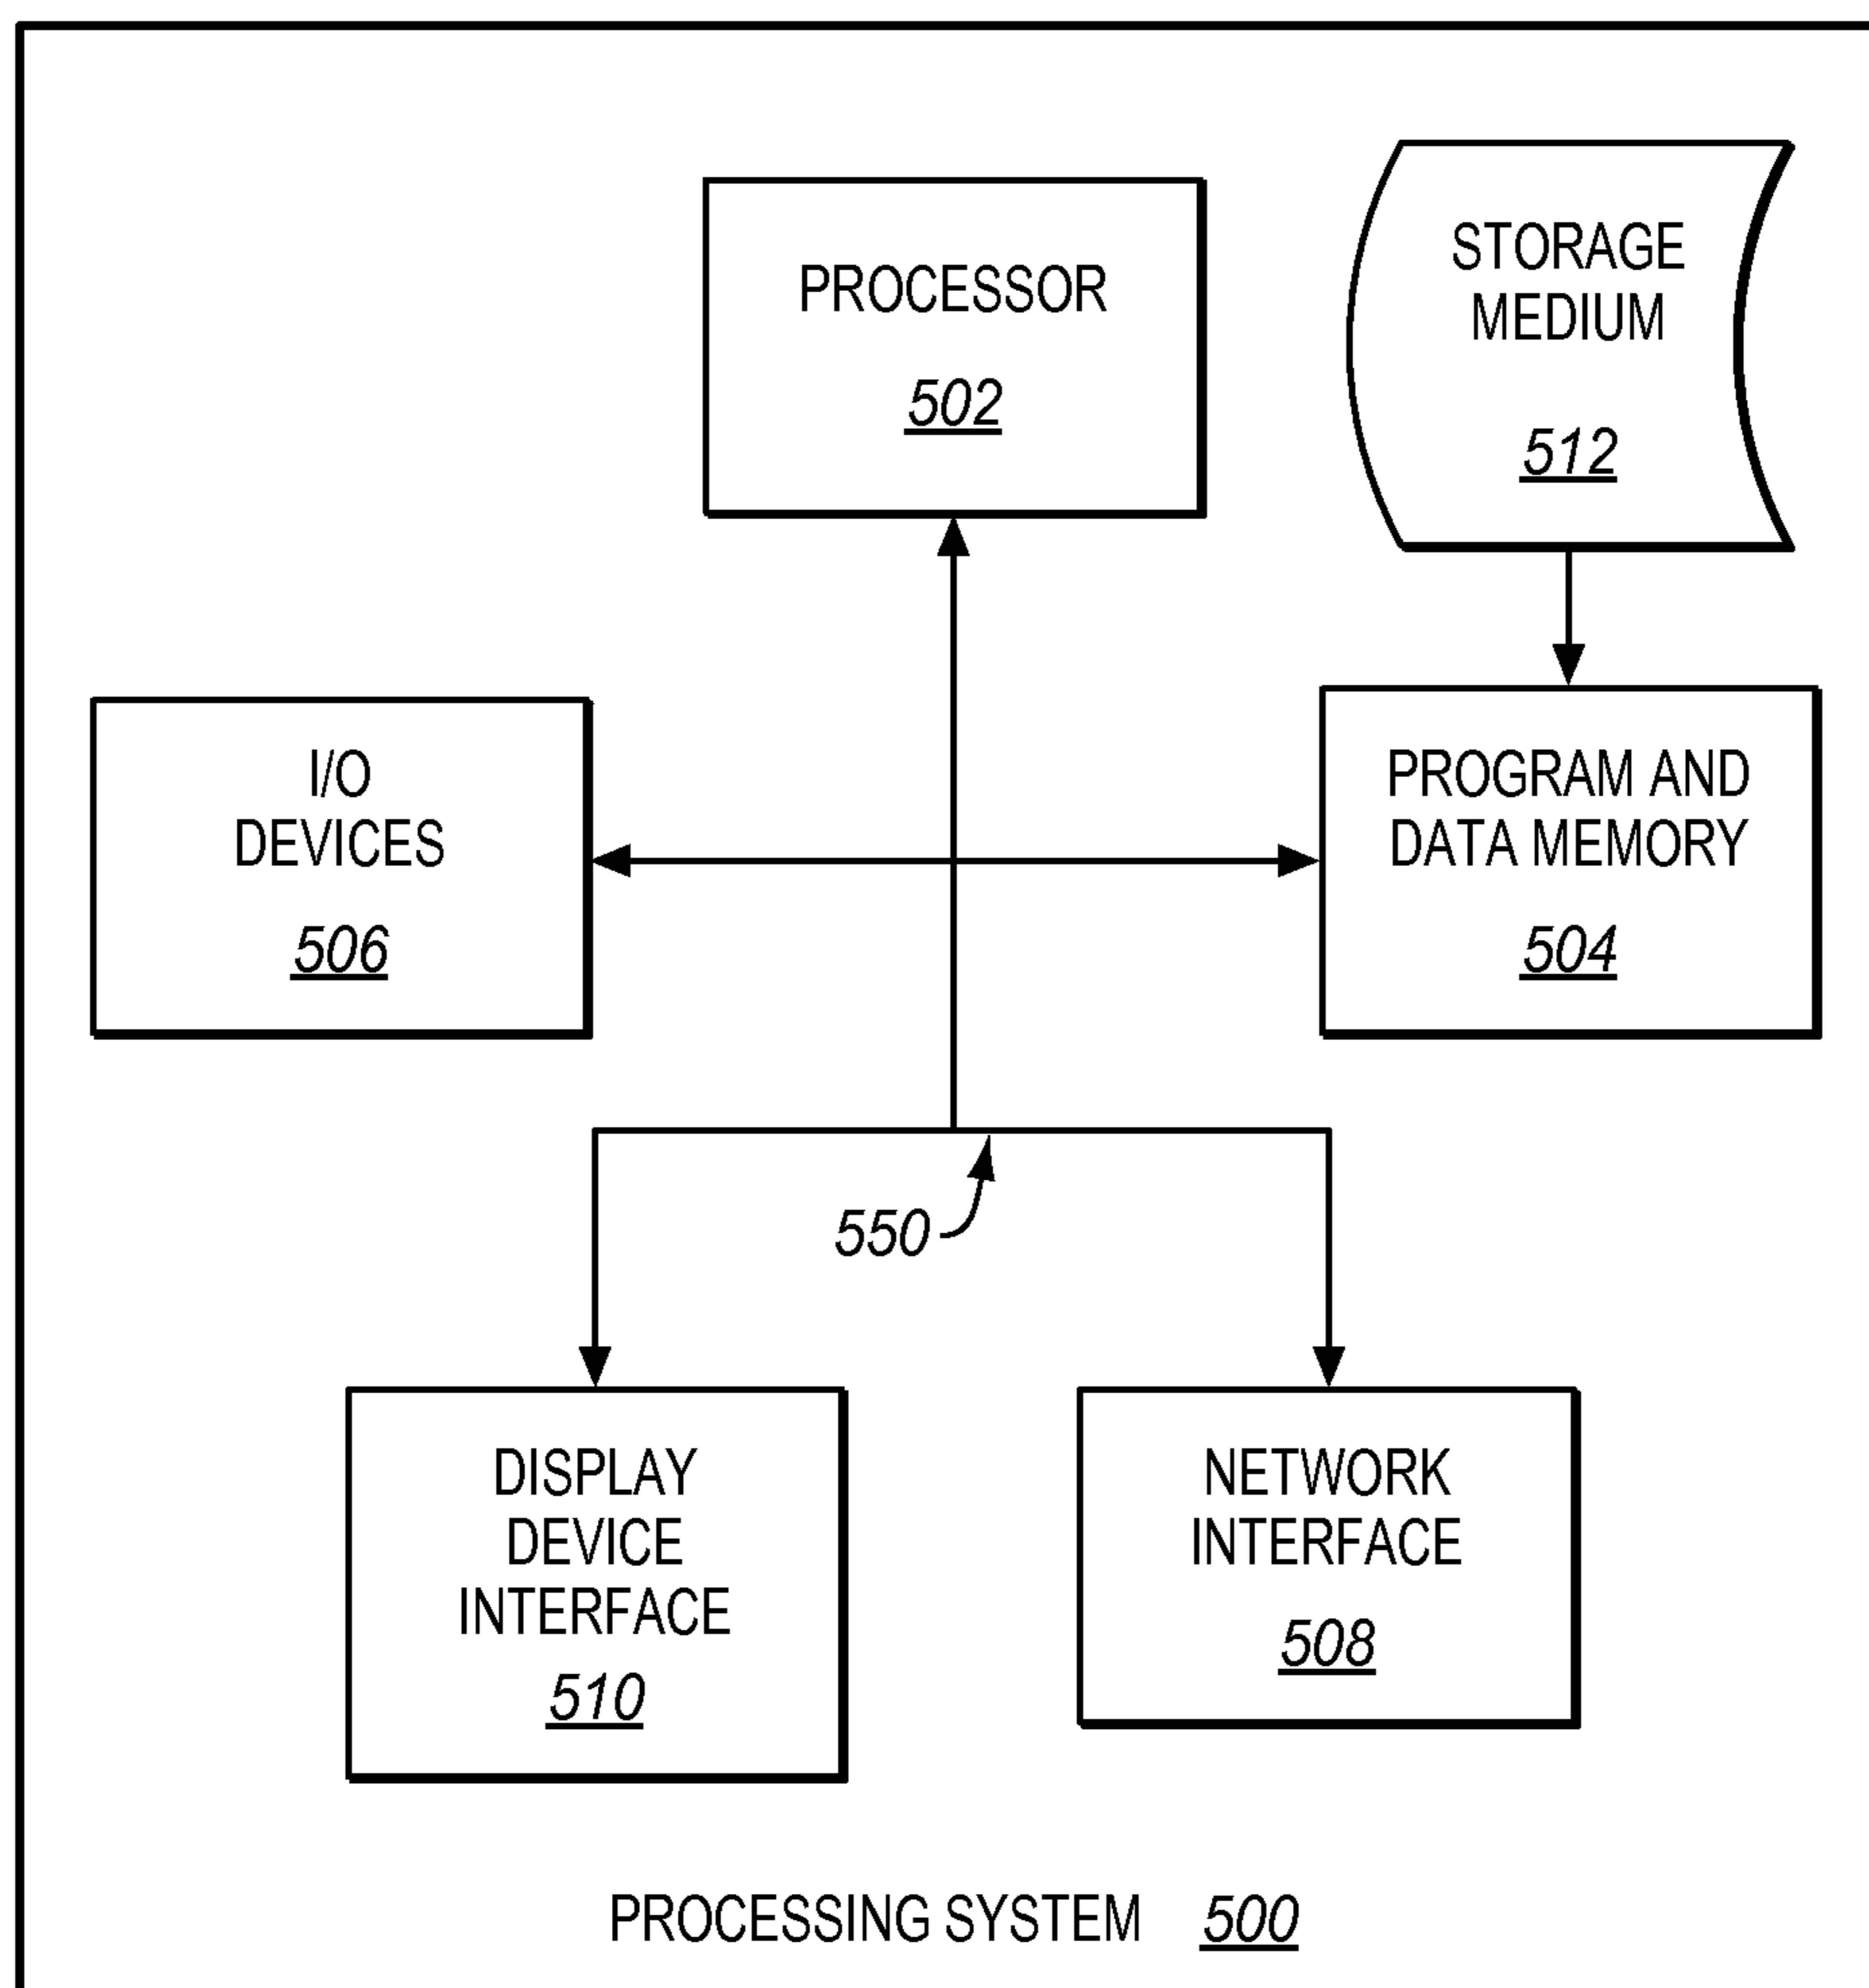 PROCESSOR
502
STORAGE
MEDIUM
512
I/O
DEVICES
506
PROGRAM AND
DATA MEMORY
504
550
DISPLAY
DEVICE
INTERFACE
510
NETWORK
INTERFACE
508
PROCESSING SYSTEM 500